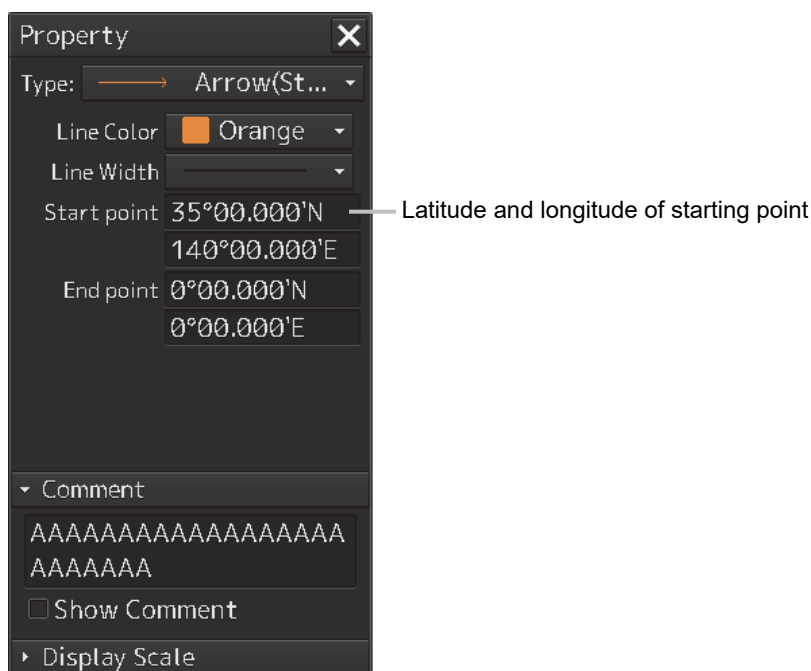 Property
Type: Arrow(St...
Line Color Orange
Line Width
Start point 35°00.000'N
Latitude and longitude of starting point
140°00.000'E
End point 0°00.000'N
0°00.000'E
Comment
AAAAAAAAAAAAAAAAAA
AAAAAAA
Show Comment
Display Scale